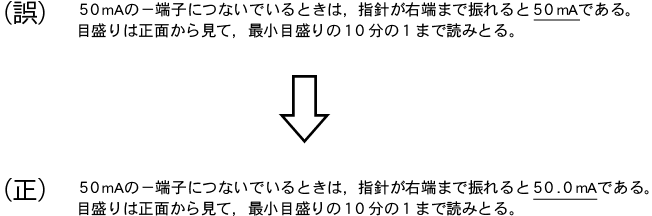 （誤） ５０mAの－端子につないでいるときは，指針が右端まで振れると５０mAである。
目盛りは正面から見て，最小目盛りの１０分の１まで読みとる。
（正） ５０mAの－端子につないでいるときは，指針が右端まで振れると５０.０mAである。
目盛りは正面から見て，最小目盛りの１０分の１まで読みとる。